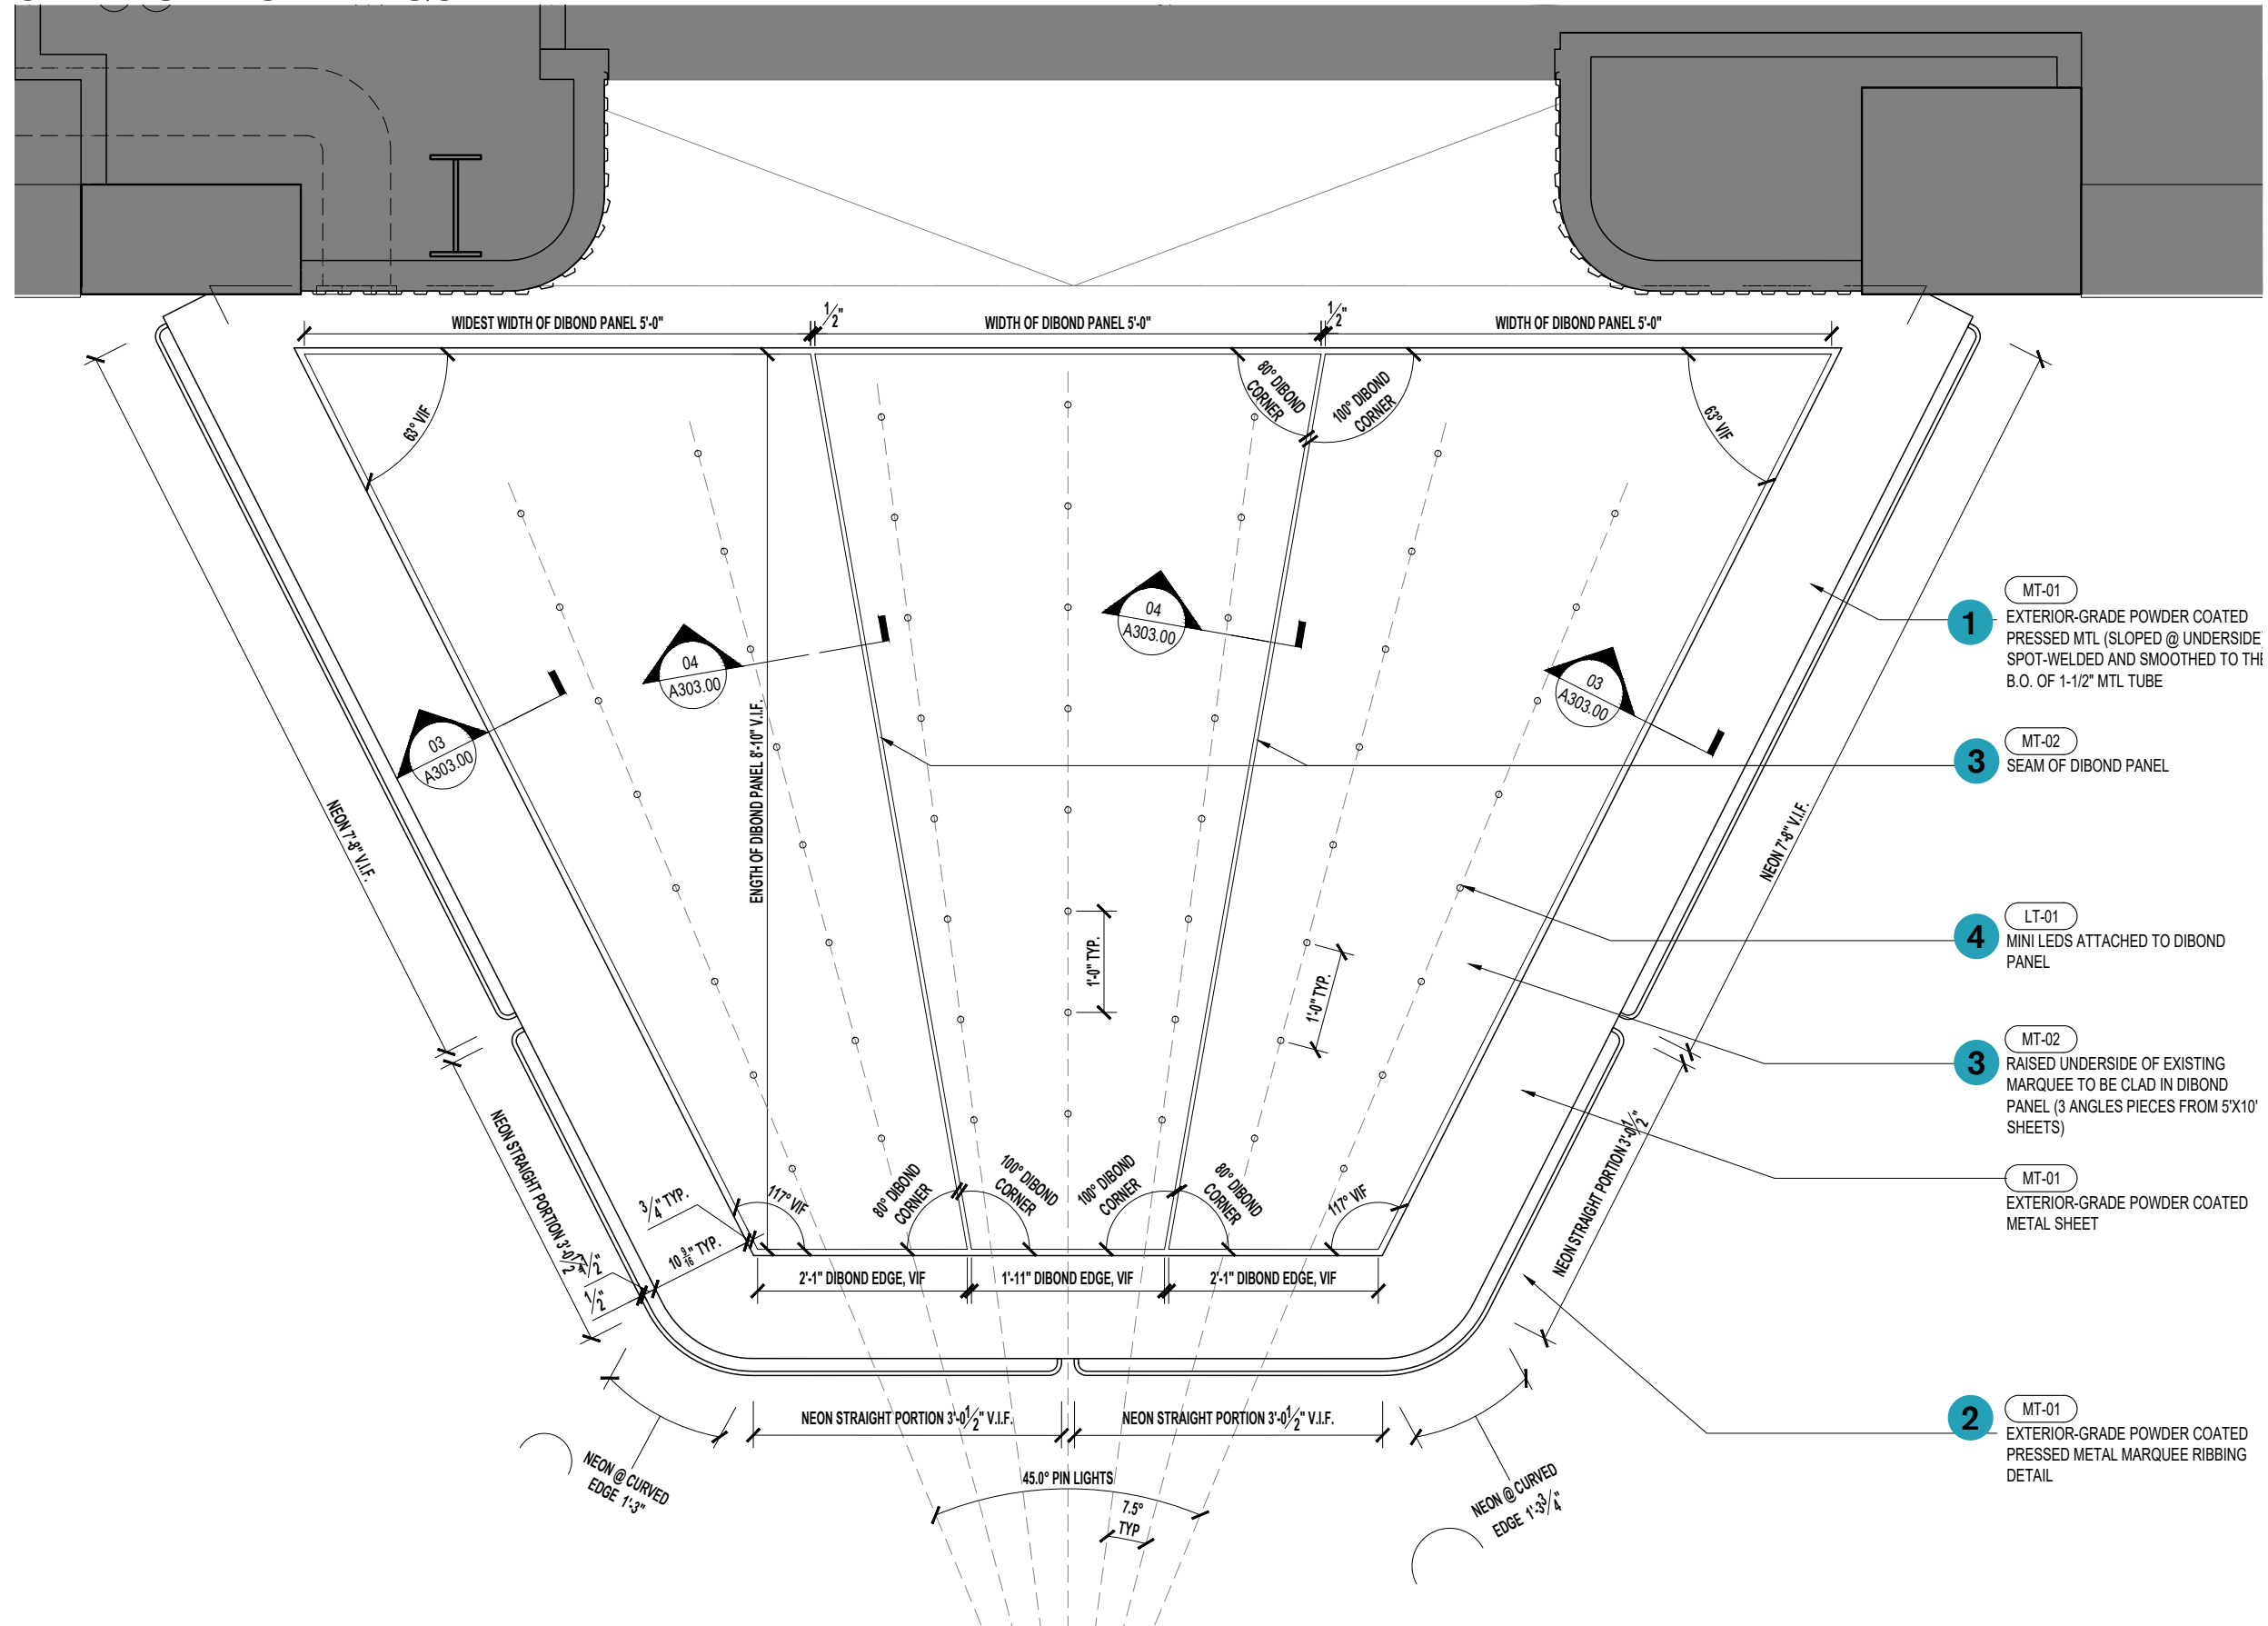 WIDEST WIDTH OF DIBOND PANEL 5'-0"
1/2"
WIDTH OF DIBOND PANEL 5'-0"
1/2"
WIDTH OF DIBOND PANEL 5'-0"
63° VIF
80° DIBOND
CORNER
100° DIBOND
CORNER
63° VIF
04
A303.00
04
A303.00
03
A303.00
03
A303.00
ENGTH OF DIBOND PANEL 8'-10" V.I.F.
NEON 7'-8" V.I.F.
NEON 7'-8" V.I.F.
1'-0" TYP.
1'-0" TYP.
1
MT-01
EXTERIOR-GRADE POWDER COATED
PRESSED MTL (SLOPED @ UNDERSIDE)
SPOT-WELDED AND SMOOTHED TO THE
B.O. OF 1-1/2" MTL TUBE
3
MT-02
SEAM OF DIBOND PANEL
4
LT-01
MINI LEDS ATTACHED TO DIBOND
PANEL
3
MT-02
RAISED UNDERSIDE OF EXISTING
MARQUEE TO BE CLAD IN DIBOND
PANEL (3 ANGLES PIECES FROM 5'X10'
SHEETS)
MT-01
EXTERIOR-GRADE POWDER COATED
METAL SHEET
2
MT-01
EXTERIOR-GRADE POWDER COATED
PRESSED METAL MARQUEE RIBBING
DETAIL
NEON STRAIGHT PORTION 3'-0 1/2"
NEON STRAIGHT PORTION 3'-0 1/2"
3/4" TYP.
10 9/16" TYP.
1/2"
117° VIF
80° DIBOND
CORNER
100° DIBOND
CORNER
100° DIBOND
CORNER
80° DIBOND
CORNER
117° VIF
2'-1" DIBOND EDGE, VIF
1'-11" DIBOND EDGE, VIF
2'-1" DIBOND EDGE, VIF
NEON STRAIGHT PORTION 3'-0 1/2" V.I.F.
NEON STRAIGHT PORTION 3'-0 1/2" V.I.F.
NEON @ CURVED
EDGE 1'-3"
45.0° PIN LIGHTS
7.5°
TYP
NEON @ CURVED
EDGE 1'-3 3/4"